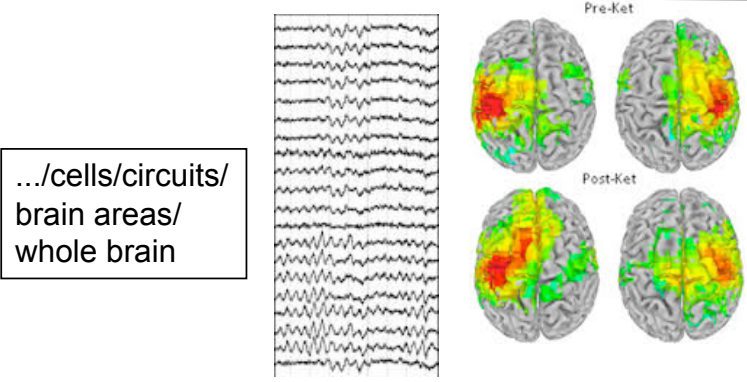 Pre-Ket
.../cells/circuits/
brain areas/
whole brain
Post-Ket